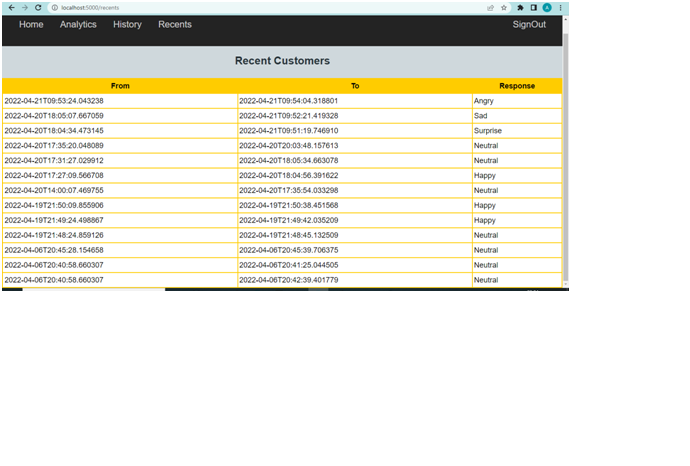 localhost:5000/recents
Home Analytics History Recents SignOut
Recent Customers
From To Response
2022-04-21T09:53:24.043238 2022-04-21T09:54:04.318801 Angry
2022-04-20T18:05:07.667059 2022-04-21T09:52:21.419328 Sad
2022-04-20T18:04:34.473145 2022-04-21T09:51:19.746910 Surprise
2022-04-20T17:35:20.048089 2022-04-20T20:03:48.157613 Neutral
2022-04-20T17:31:27.029912 2022-04-20T18:05:34.663078 Neutral
2022-04-20T17:27:09.566708 2022-04-20T18:04:56.391622 Happy
2022-04-20T14:00:07.469755 2022-04-20T17:35:54.033298 Neutral
2022-04-19T21:50:09.855906 2022-04-19T21:50:38.451568 Happy
2022-04-19T21:49:24.498867 2022-04-19T21:49:42.035209 Happy
2022-04-19T21:48:24.859126 2022-04-19T21:48:45.132509 Neutral
2022-04-06T20:45:28.154658 2022-04-06T20:45:39.706375 Neutral
2022-04-06T20:40:58.660307 2022-04-06T20:41:25.044505 Neutral
2022-04-06T20:40:58.660307 2022-04-06T20:42:39.401779 Neutral